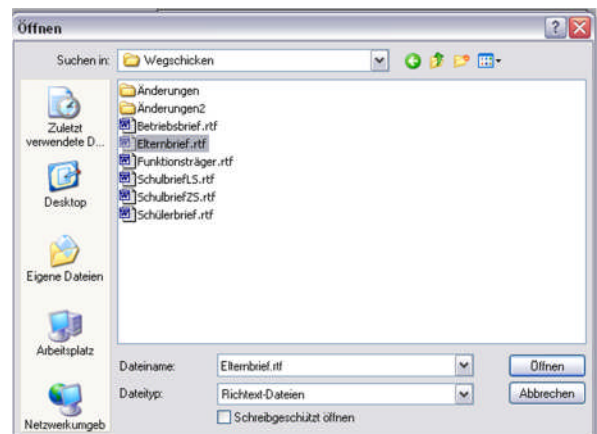 Öffnen
Suchen in:
Wegschicken
Zuletzt
verwendete D...
Desktop
Eigene Dateien
Arbeitsplatz
Netzwerkumgeb
Änderungen
Änderungen2
Betriebsbrief.rtf
Elternbrief.rtf
Funktionsträger.rtf
SchulbriefLS.rtf
SchulbriefZS.rtf
Schülerbrief.rtf
Dateiname:
Elternbrief.rtf
Öffnen
Dateityp:
Richtext-Dateien
Abbrechen
Schreibgeschützt öffnen